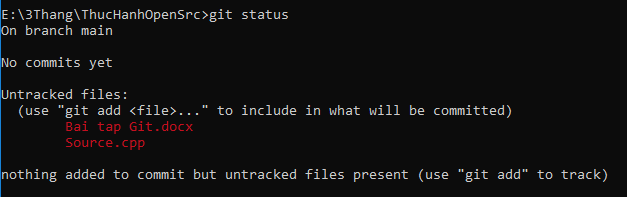 E:\3Thang\ThucHanhOpenSrc>git status
On branch main
No commits yet
Untracked files:
(use "git add <file>..." to include in what will be committed)
Bai tap Git.docx
Source.cpp
nothing added to commit but untracked files present (use "git add" to track)